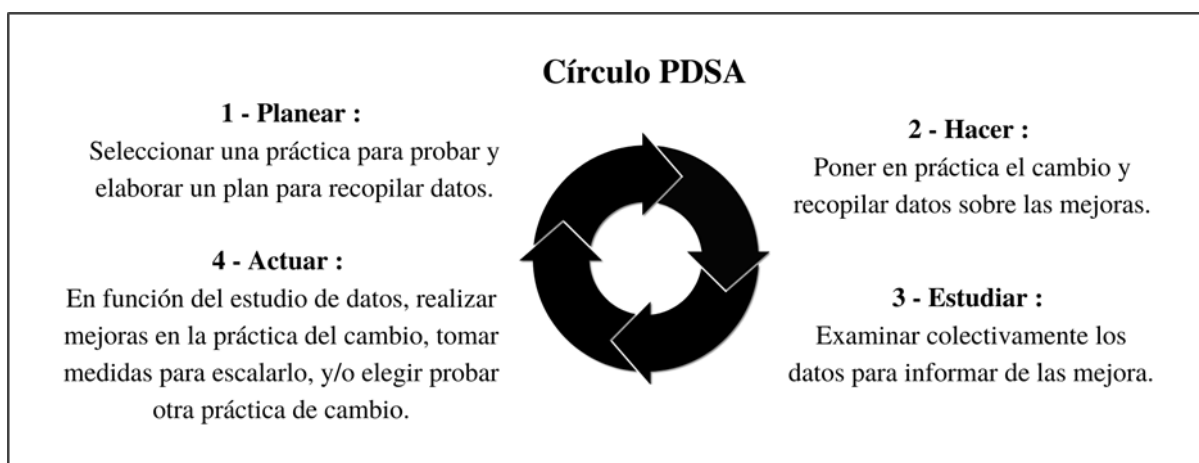 Círculo PDSA
1 - Planear :
Seleccionar una práctica para probar y
elaborar un plan para recopilar datos.
2 - Hacer :
Poner en práctica el cambio y
recopilar datos sobre las mejoras.
3 - Estudiar :
Examinar colectivamente los
datos para informar de las mejora.
4 - Actuar :
En función del estudio de datos, realizar
mejoras en la práctica del cambio, tomar
medidas para escalarlo, y/o elegir probar
otra práctica de cambio.